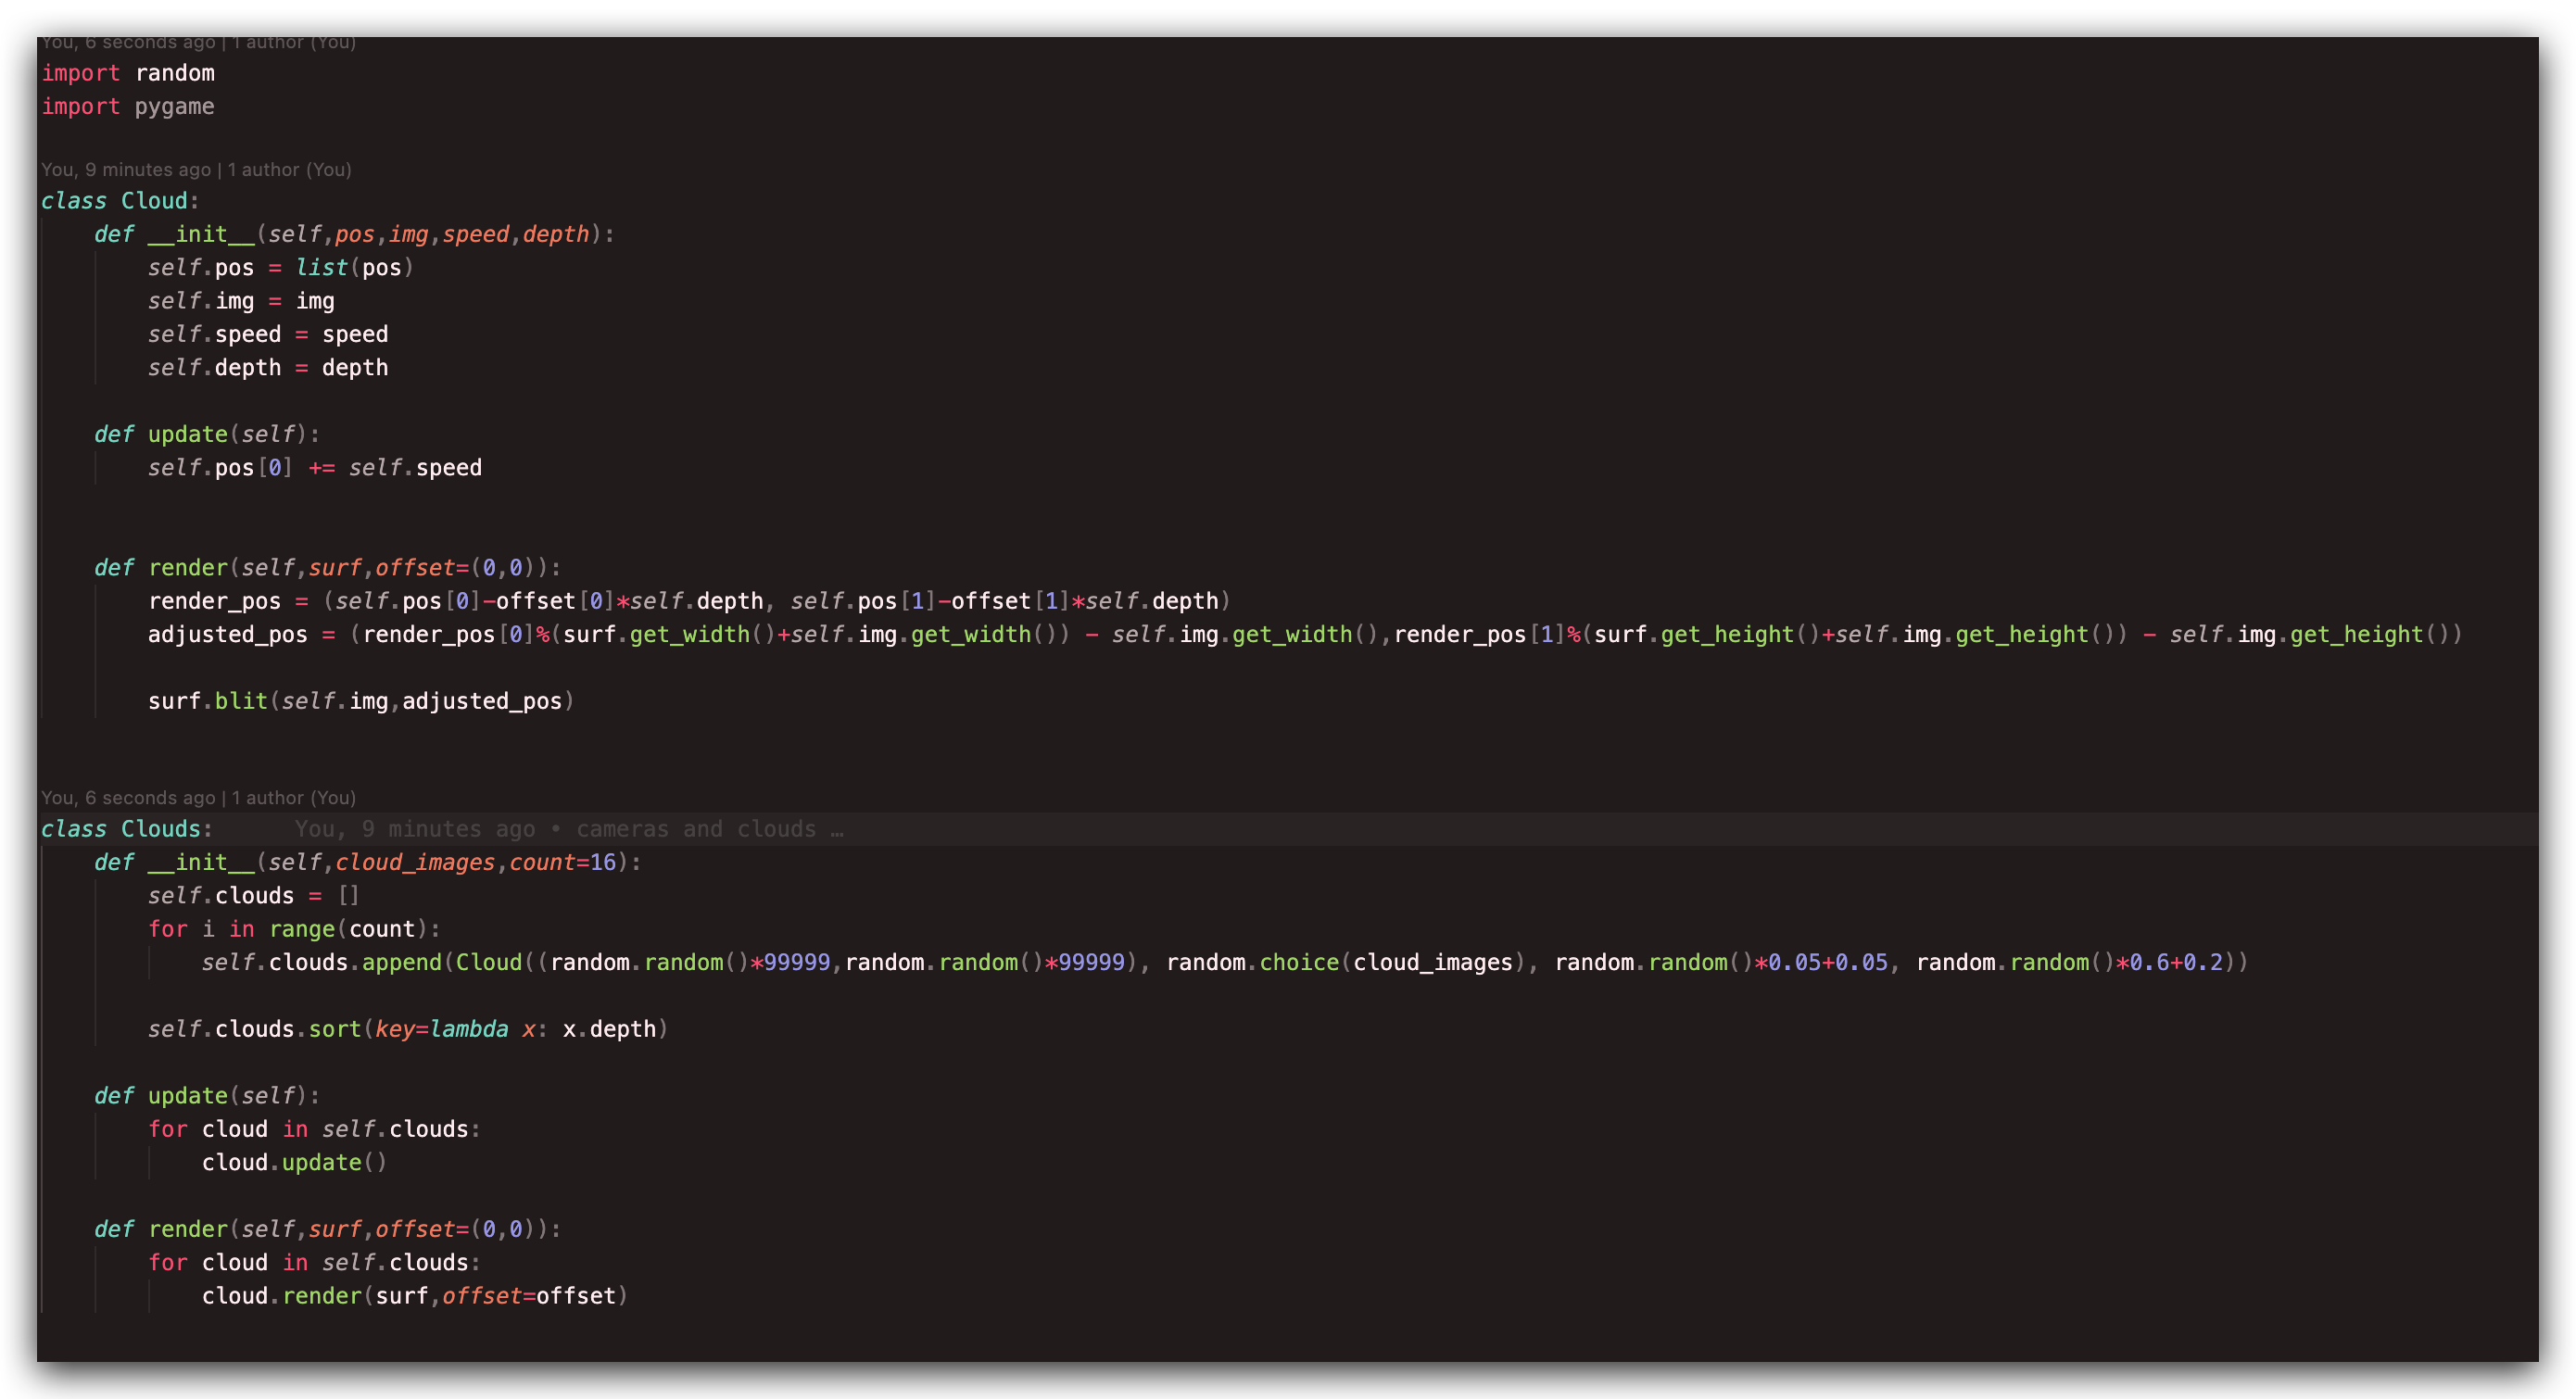 You, 6 seconds ago | 1 author (You)
import random
import pygame
You, 9 minutes ago | 1 author (You)
class Cloud:
    def __init__(self,pos,img,speed,depth):
        self.pos = list(pos)
        self.img = img
        self.speed = speed
        self.depth = depth
    def update(self):
        self.pos[0] += self.speed
    def render(self,surf,offset=(0,0)):
        render_pos = (self.pos[0]-offset[0]*self.depth, self.pos[1]-offset[1]*self.depth)
        adjusted_pos = (render_pos[0]%(surf.get_width()+self.img.get_width()) - self.img.get_width(),render_pos[1]%(surf.get_height()+self.img.get_height()) - self.img.get_height())
        surf.blit(self.img,adjusted_pos)
You, 6 seconds ago | 1 author (You)
class Clouds:      You, 9 minutes ago • cameras and clouds …
    def __init__(self,cloud_images,count=16):
        self.clouds = []
        for i in range(count):
            self.clouds.append(Cloud((random.random()*99999,random.random()*99999), random.choice(cloud_images), random.random()*0.05+0.05, random.random()*0.6+0.2))
        self.clouds.sort(key=lambda x: x.depth)
    def update(self):
        for cloud in self.clouds:
            cloud.update()
    def render(self,surf,offset=(0,0)):
        for cloud in self.clouds:
            cloud.render(surf,offset=offset)